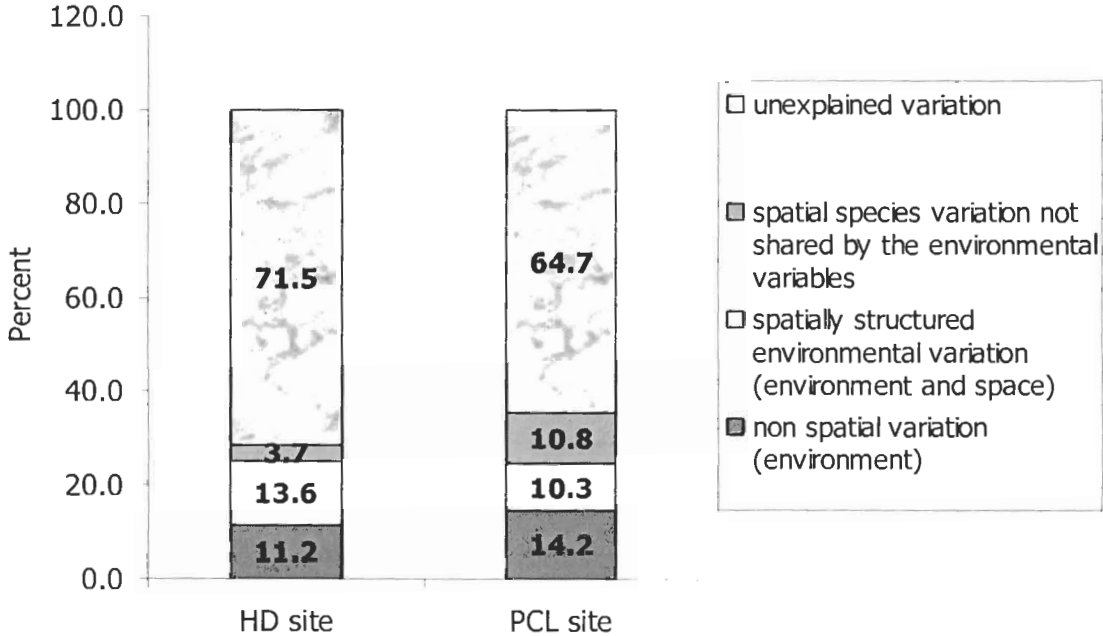 120.0
100.0
80.0
60.0
40.0
20.0
0.0
Percent
71.5
3.7
13.6
11.2
64.7
10.8
10.3
14.2
HD site
PCL site
unexplained variation
spatial species variation not
shared by the environmental
variables
spatially structured
environmental variation
(environment and space)
non spatial variation
(environment)